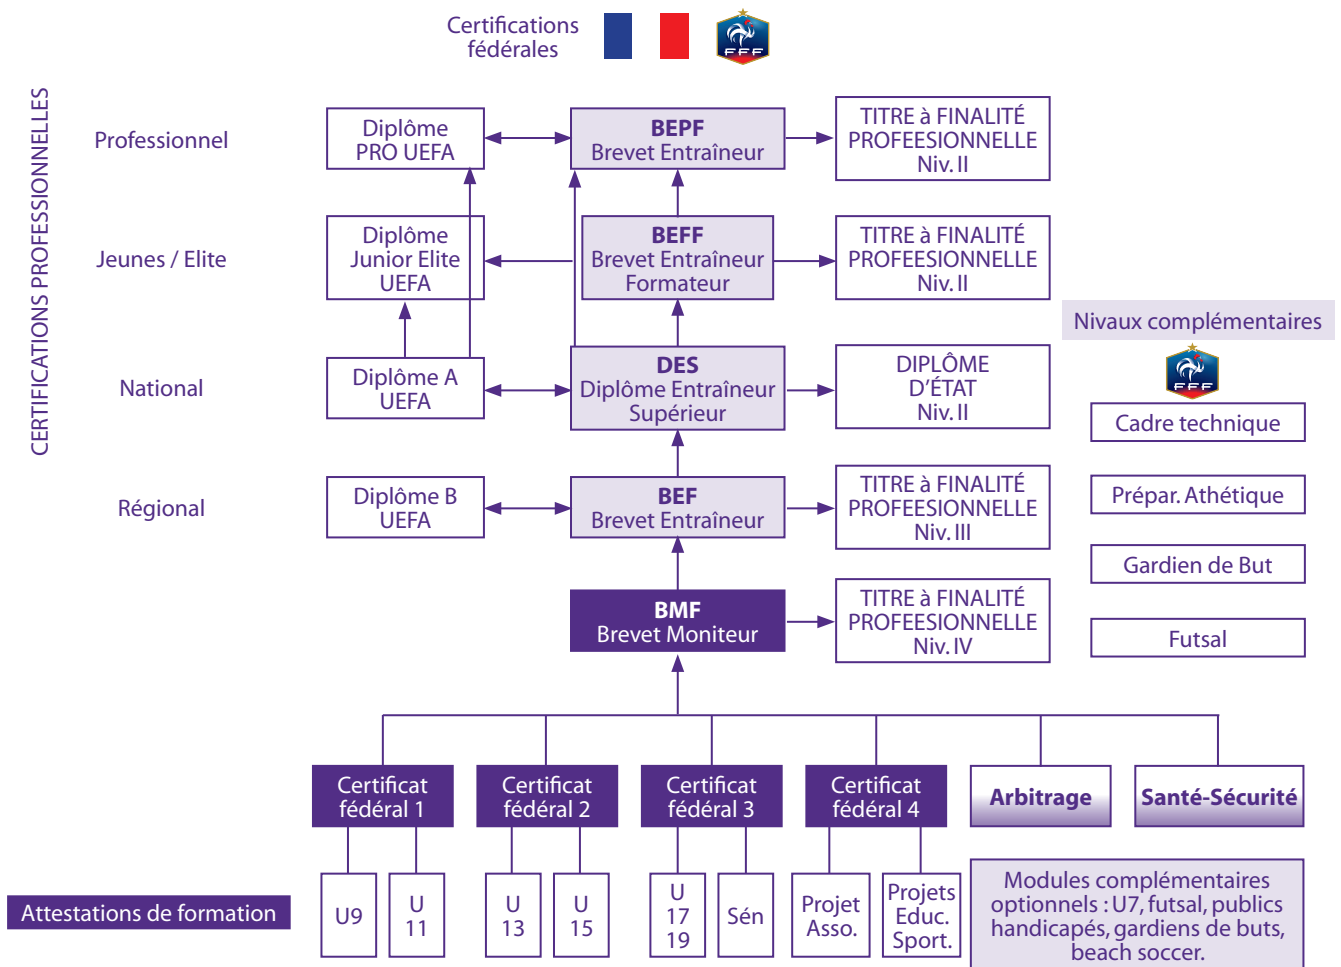 Certifications
fédérales
FFF
CERTIFICATIONS PROFESSIONNELLES
Professionnel
Diplôme
PRO UEFA
BEPF
Brevet Entraîneur
TITRE à FINALITÉ
PROFEESIONNELLE
Niv. II
Jeunes / Elite
Diplôme
Junior Elite
UEFA
BEFF
Brevet Entraîneur
Formateur
TITRE à FINALITÉ
PROFEESIONNELLE
Niv. II
National
Diplôme A
UEFA
DES
Diplôme Entraîneur
Supérieur
DIPLÔME
D'ÉTAT
Niv. II
Régional
Diplôme B
UEFA
BEF
Brevet Entraîneur
TITRE à FINALITÉ
PROFEESIONNELLE
Niv. III
BMF
Brevet Moniteur
TITRE à FINALITÉ
PROFEESIONNELLE
Niv. IV
Nivaux complémentaires
FFF
Cadre technique
Prépar. Athétique
Gardien de But
Futsal
Certificat
fédéral 1
Certificat
fédéral 2
Certificat
fédéral 3
Certificat
fédéral 4
Arbitrage
Santé-Sécurité
Attestations de formation
U9
U
11
U
13
U
15
U
17
19
Sén
Projet
Asso.
Projets
Educ.
Sport.
Modules complémentaires
optionnels : U7, futsal, publics
handicapés, gardiens de buts,
beach soccer.